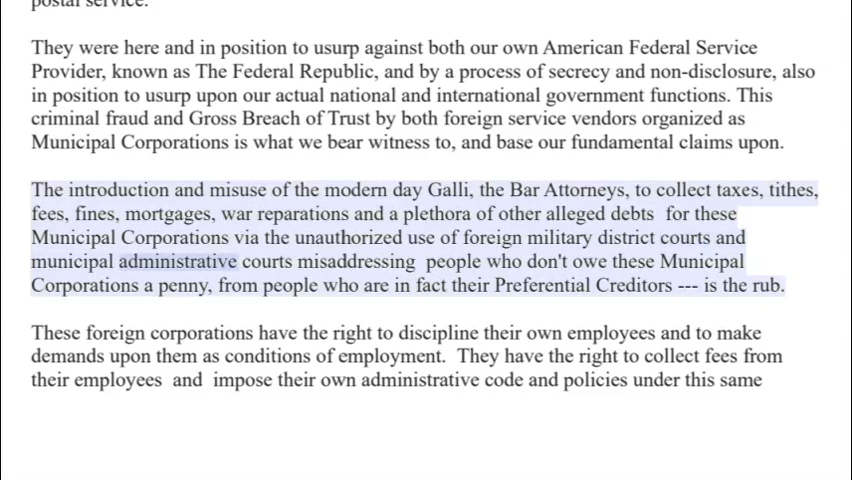 postal service.
They were here and in position to usurp against both our own American Federal Service
Provider, known as The Federal Republic, and by a process of secrecy and non-disclosure, also
in position to usurp upon our actual national and international government functions. This
criminal fraud and Gross Breach of Trust by both foreign service vendors organized as
Municipal Corporations is what we bear witness to, and base our fundamental claims upon.
The introduction and misuse of the modern day Galli, the Bar Attorneys, to collect taxes, tithes,
fees, fines, mortgages, war reparations and a plethora of other alleged debts for these
Municipal Corporations via the unauthorized use of foreign military district courts and
municipal administrative courts misaddressing people who don't owe these Municipal
Corporations a penny, from people who are in fact their Preferential Creditors --- is the rub.
These foreign corporations have the right to discipline their own employees and to make
demands upon them as conditions of employment. They have the right to collect fees from
their employees and impose their own administrative code and policies under this same